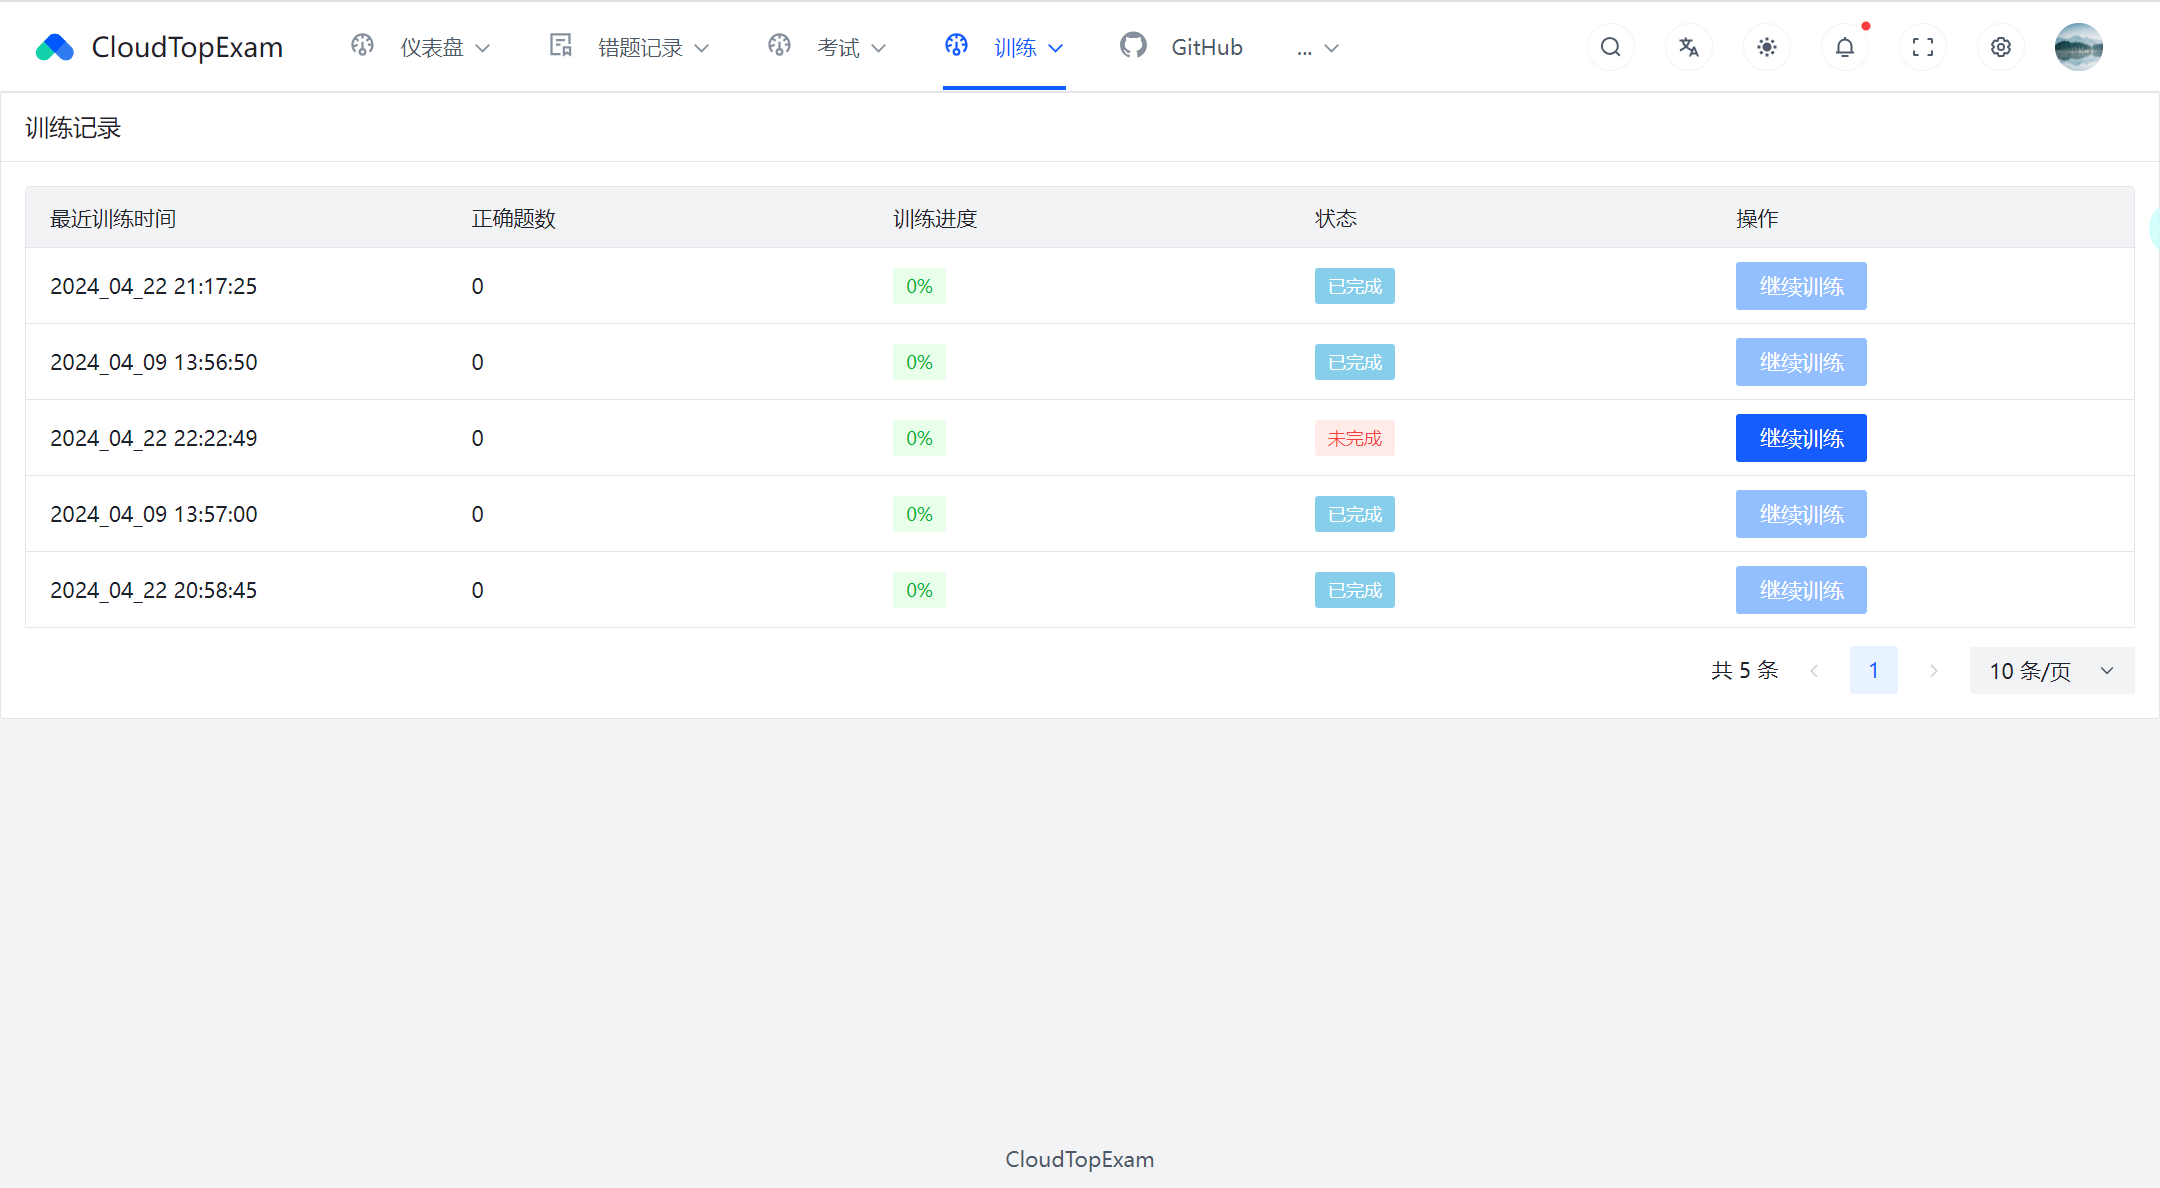 CloudTopExam 仪表盘 错题记录 考试 训练 GitHub ...
训练记录
最近训练时间 正确题数 训练进度 状态 操作
2024_04_22 21:17:25 0 0% 已完成 继续训练
2024_04_09 13:56:50 0 0% 已完成 继续训练
2024_04_22 22:22:49 0 0% 未完成 继续训练
2024_04_09 13:57:00 0 0% 已完成 继续训练
2024_04_22 20:58:45 0 0% 已完成 继续训练
共 5 条 1 10 条/页
CloudTopExam